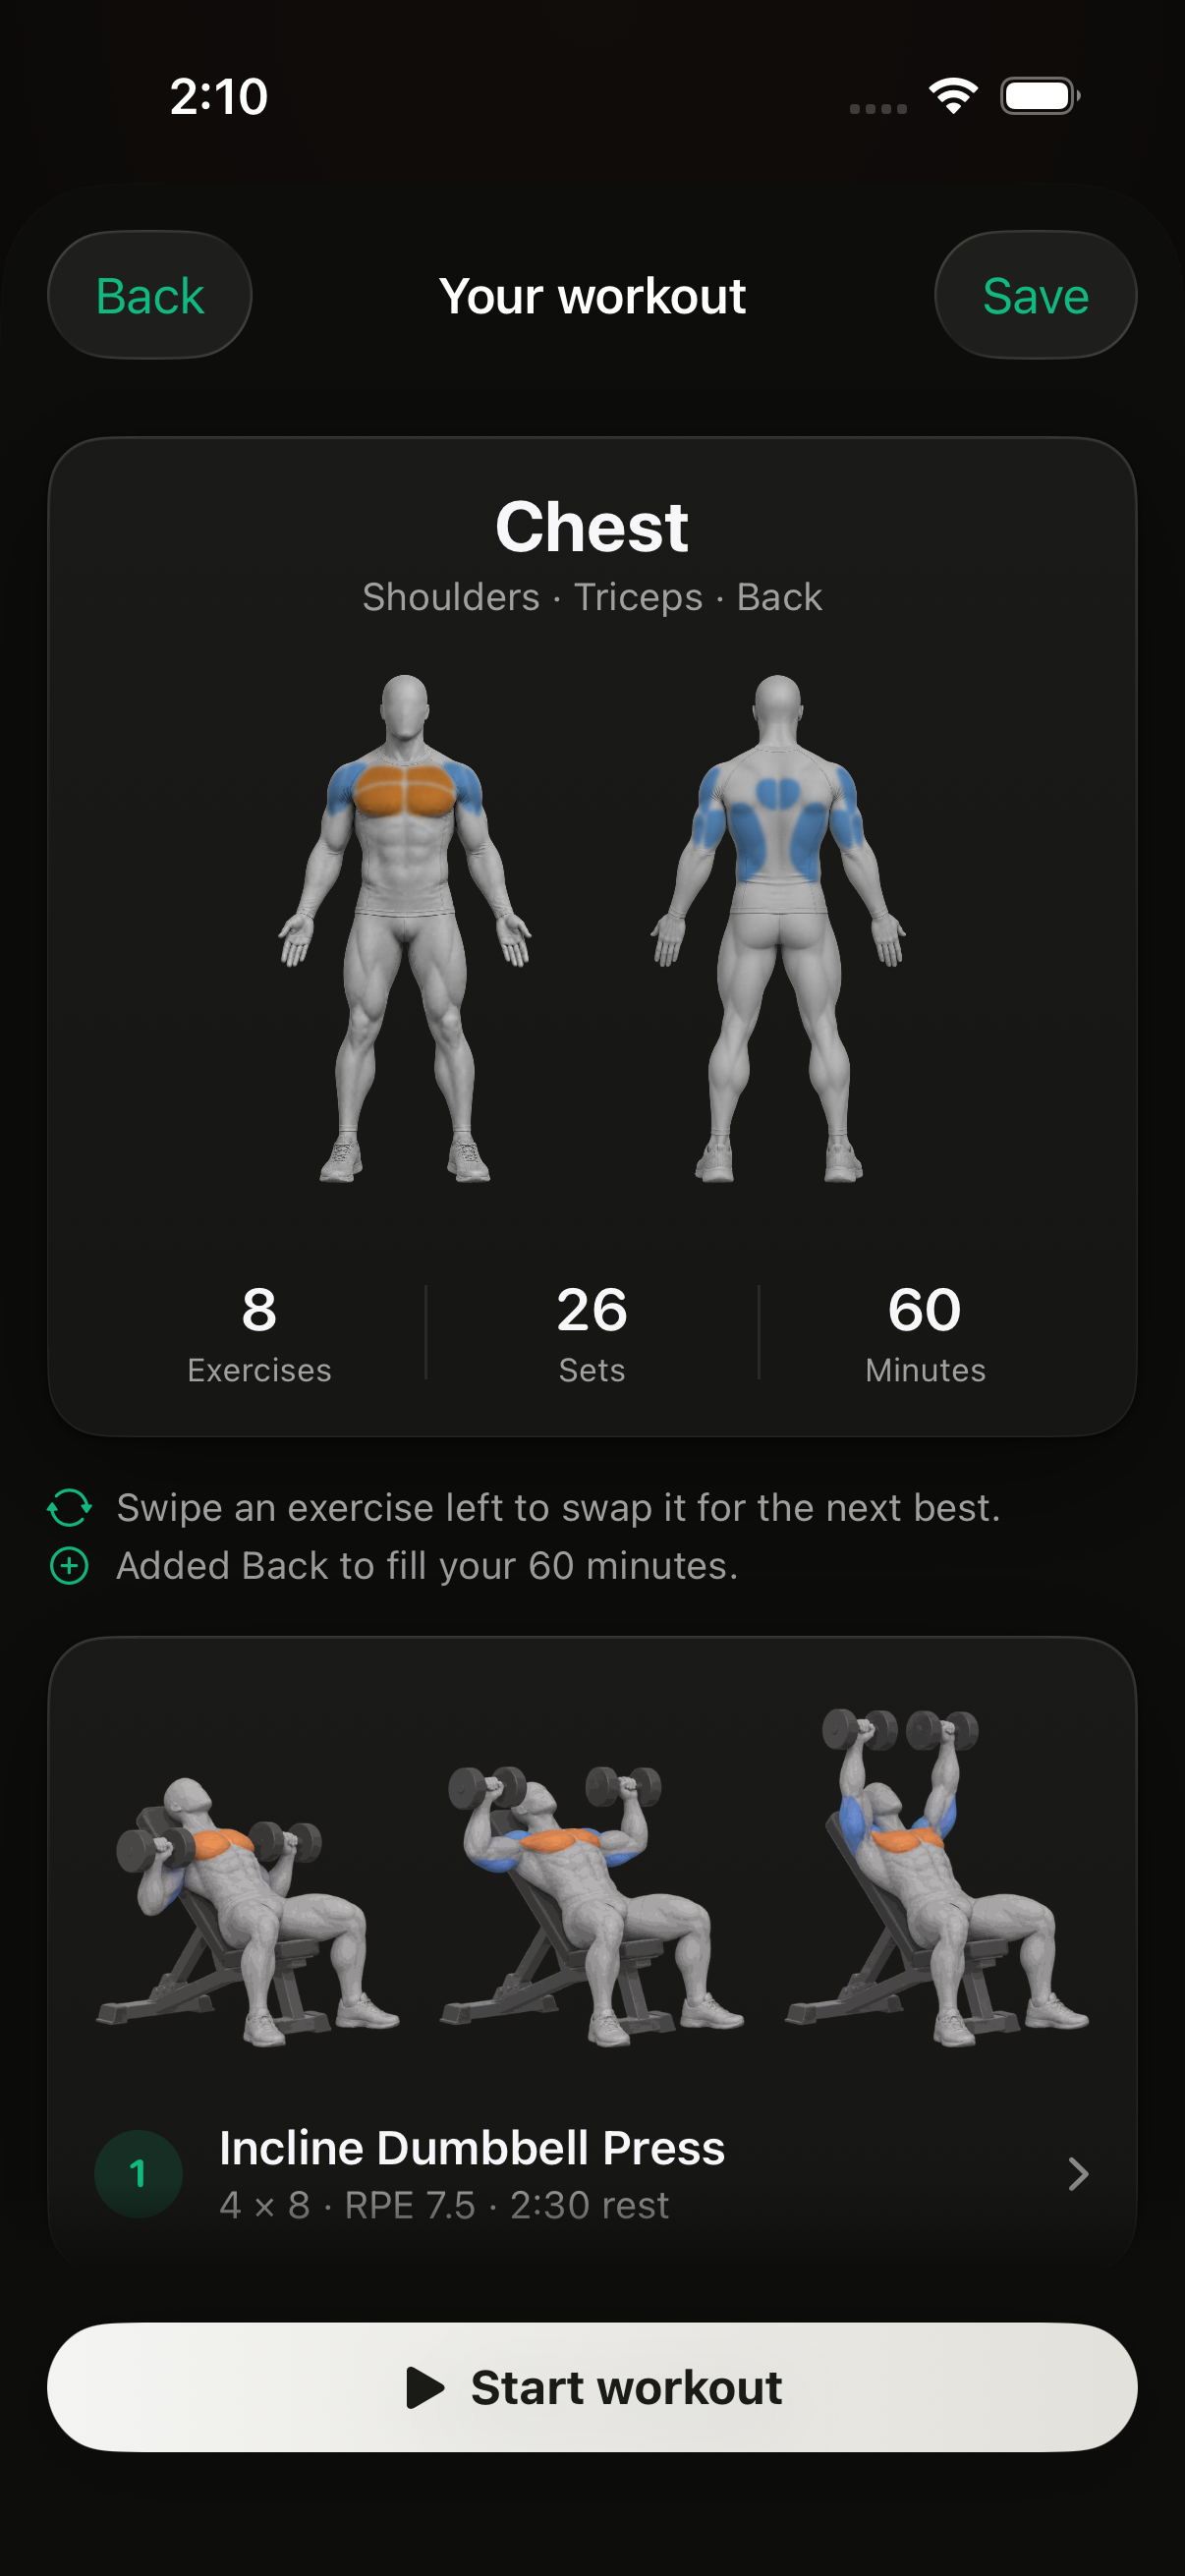 2:10
Back
Your workout
Save
Chest
Shoulders · Triceps · Back
8
26
60
Exercises
Sets
Minutes
Swipe an exercise left to swap it for the next best.
Added Back to fill your 60 minutes.
1
Incline Dumbbell Press
4 × 8 · RPE 7.5 · 2:30 rest
Start workout